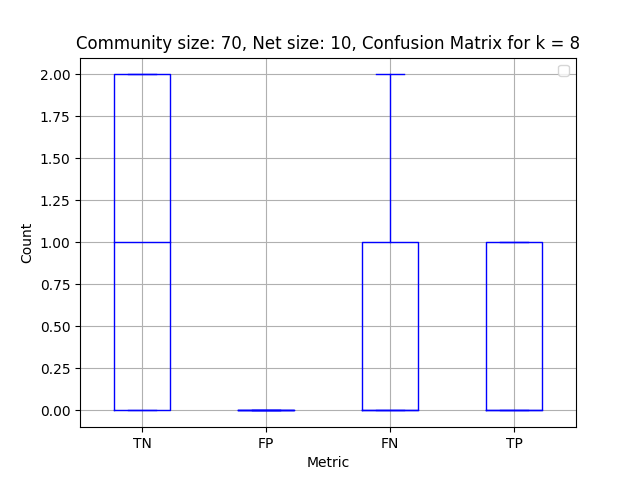 Community size: 70, Net size: 10, Confusion Matrix for k = 8
2.00
1.75
1.50
1.25
1.00
0.75
0.50
0.25
0.00
Count
TN FP FN TP
Metric